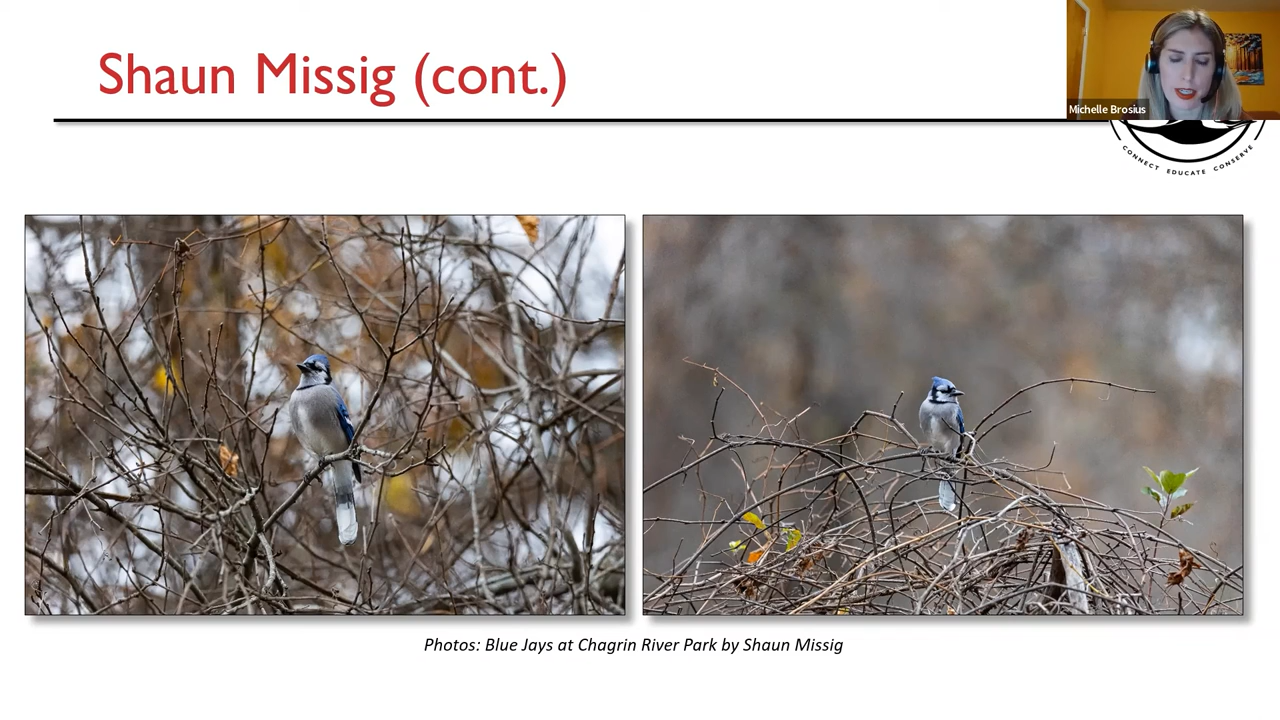 Shaun Missig (cont.)
Michelle Brosius
CONNECT EDUCATE CONSERVE
Photos: Blue Jays at Chagrin River Park by Shaun Missig